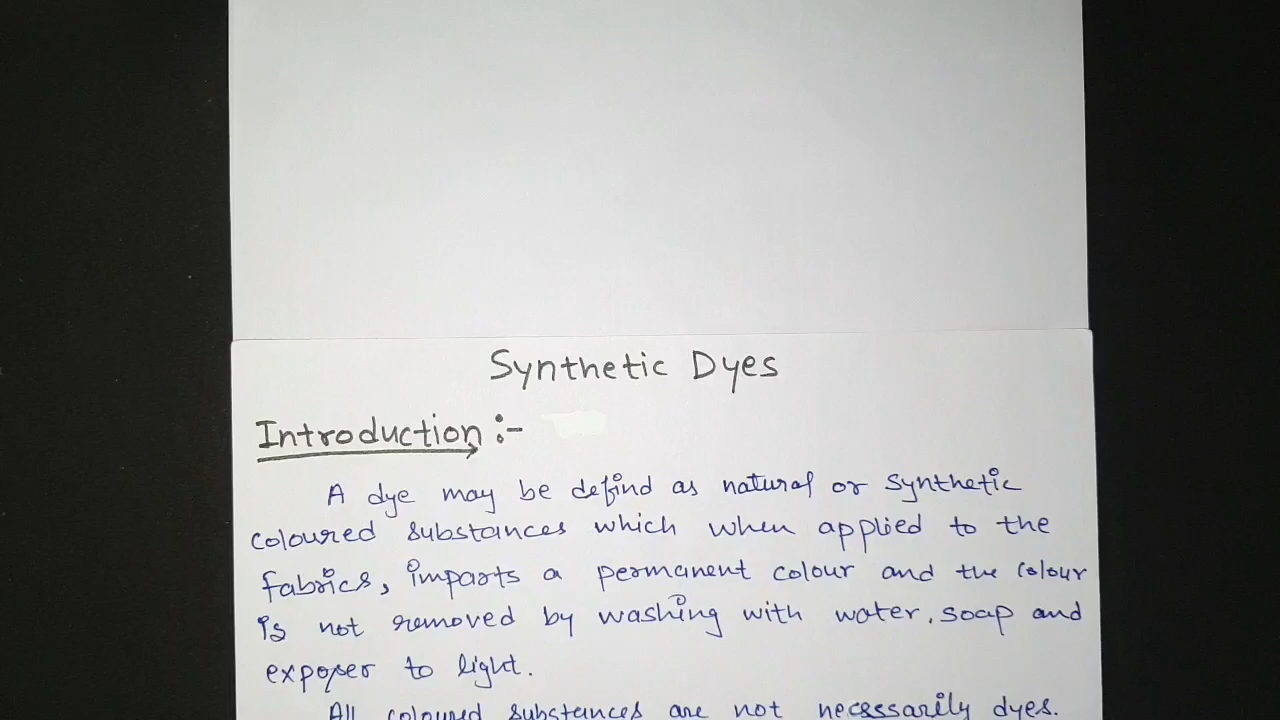 Synthetic Dyes
Introduction :-
A dye may be defind as natural or synthetic
coloured substances which when applied to the
fabrics, imparts a permanent colour and the colour
is not removed by washing with water, soap and
to light.
All coloured substances are not necessarily dyes.